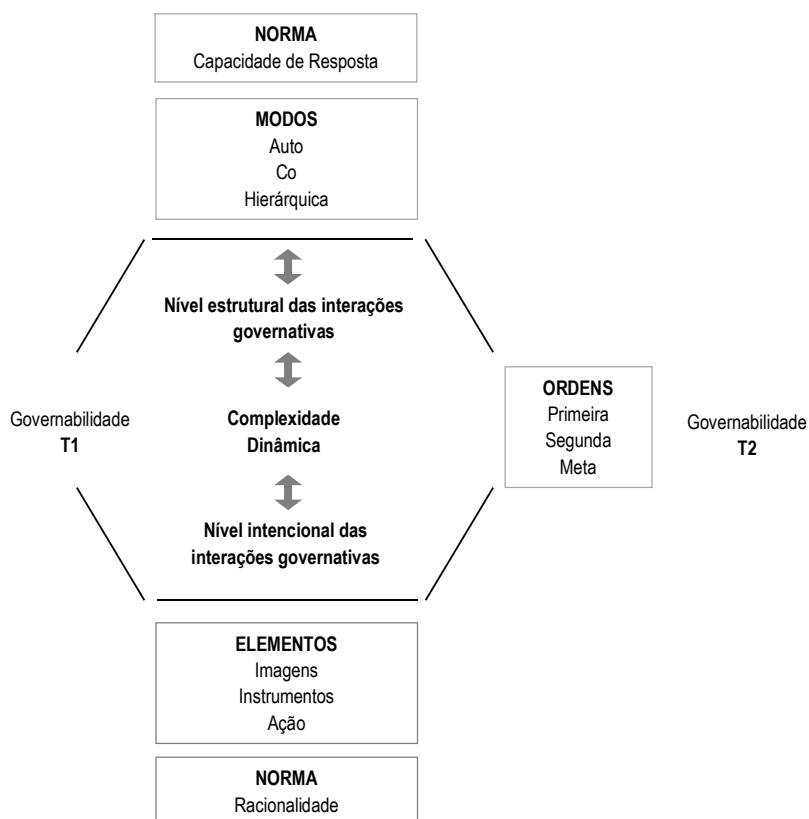 NORMA
Capacidade de Resposta
MODOS
Auto
Co
Hierárquica
Nível estrutural das interações
governativas
Governabilidade
T1
Complexidade
Dinâmica
ORDENS
Primeira
Segunda
Meta
Governabilidade
T2
Nível intencional das
interações governativas
ELEMENTOS
Imagens
Instrumentos
Ação
NORMA
Racionalidade